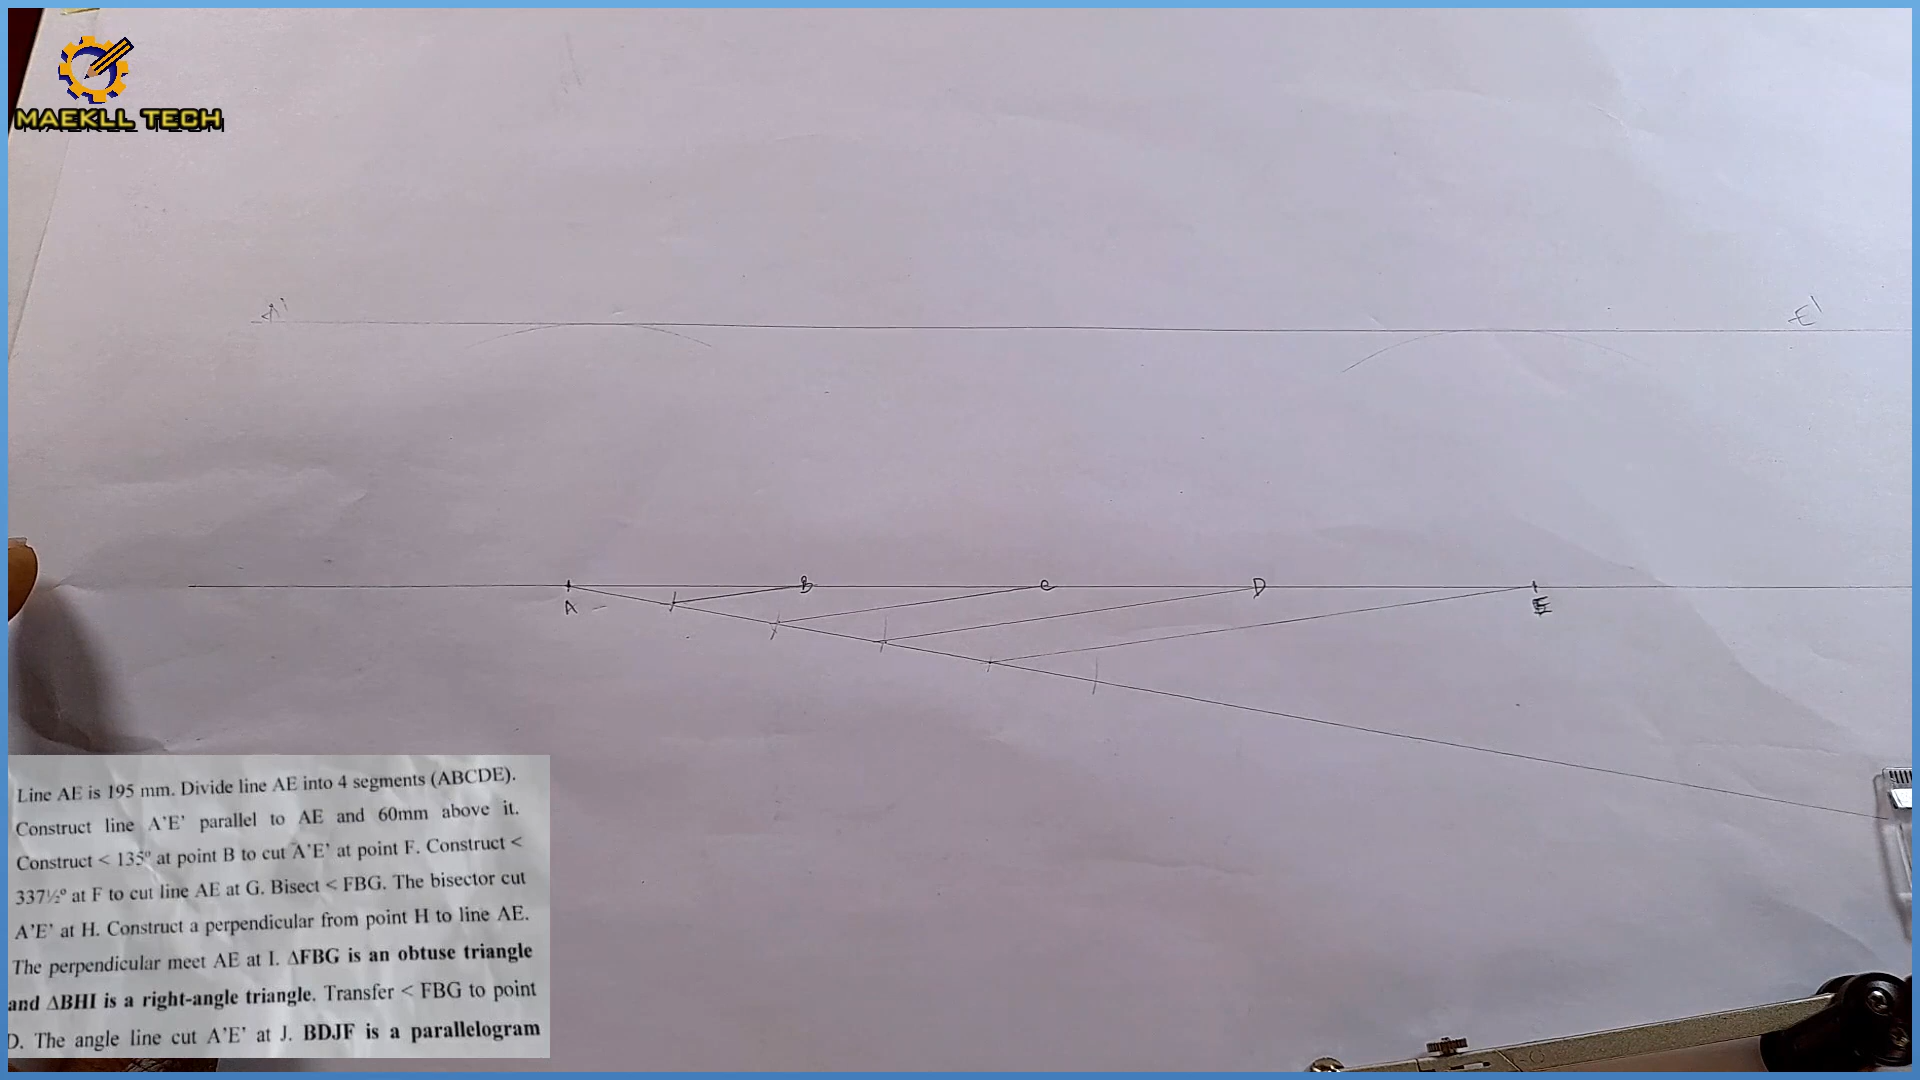 MAEKLL TECH
A' E'
A B C D E
Line AE is 195 mm. Divide line AE into 4 segments (ABCDE).
Construct line A'E' parallel to AE and 60mm above it.
Construct < 135º at point B to cut A'E' at point F. Construct <
337½º at F to cut line AE at G. Bisect < FBG. The bisector cut
A'E' at H. Construct a perpendicular from point H to line AE.
The perpendicular meet AE at I. ΔFBG is an obtuse triangle
and ΔBHI is a right-angle triangle. Transfer < FBG to point
D. The angle line cut A'E' at J. BDJF is a parallelogram